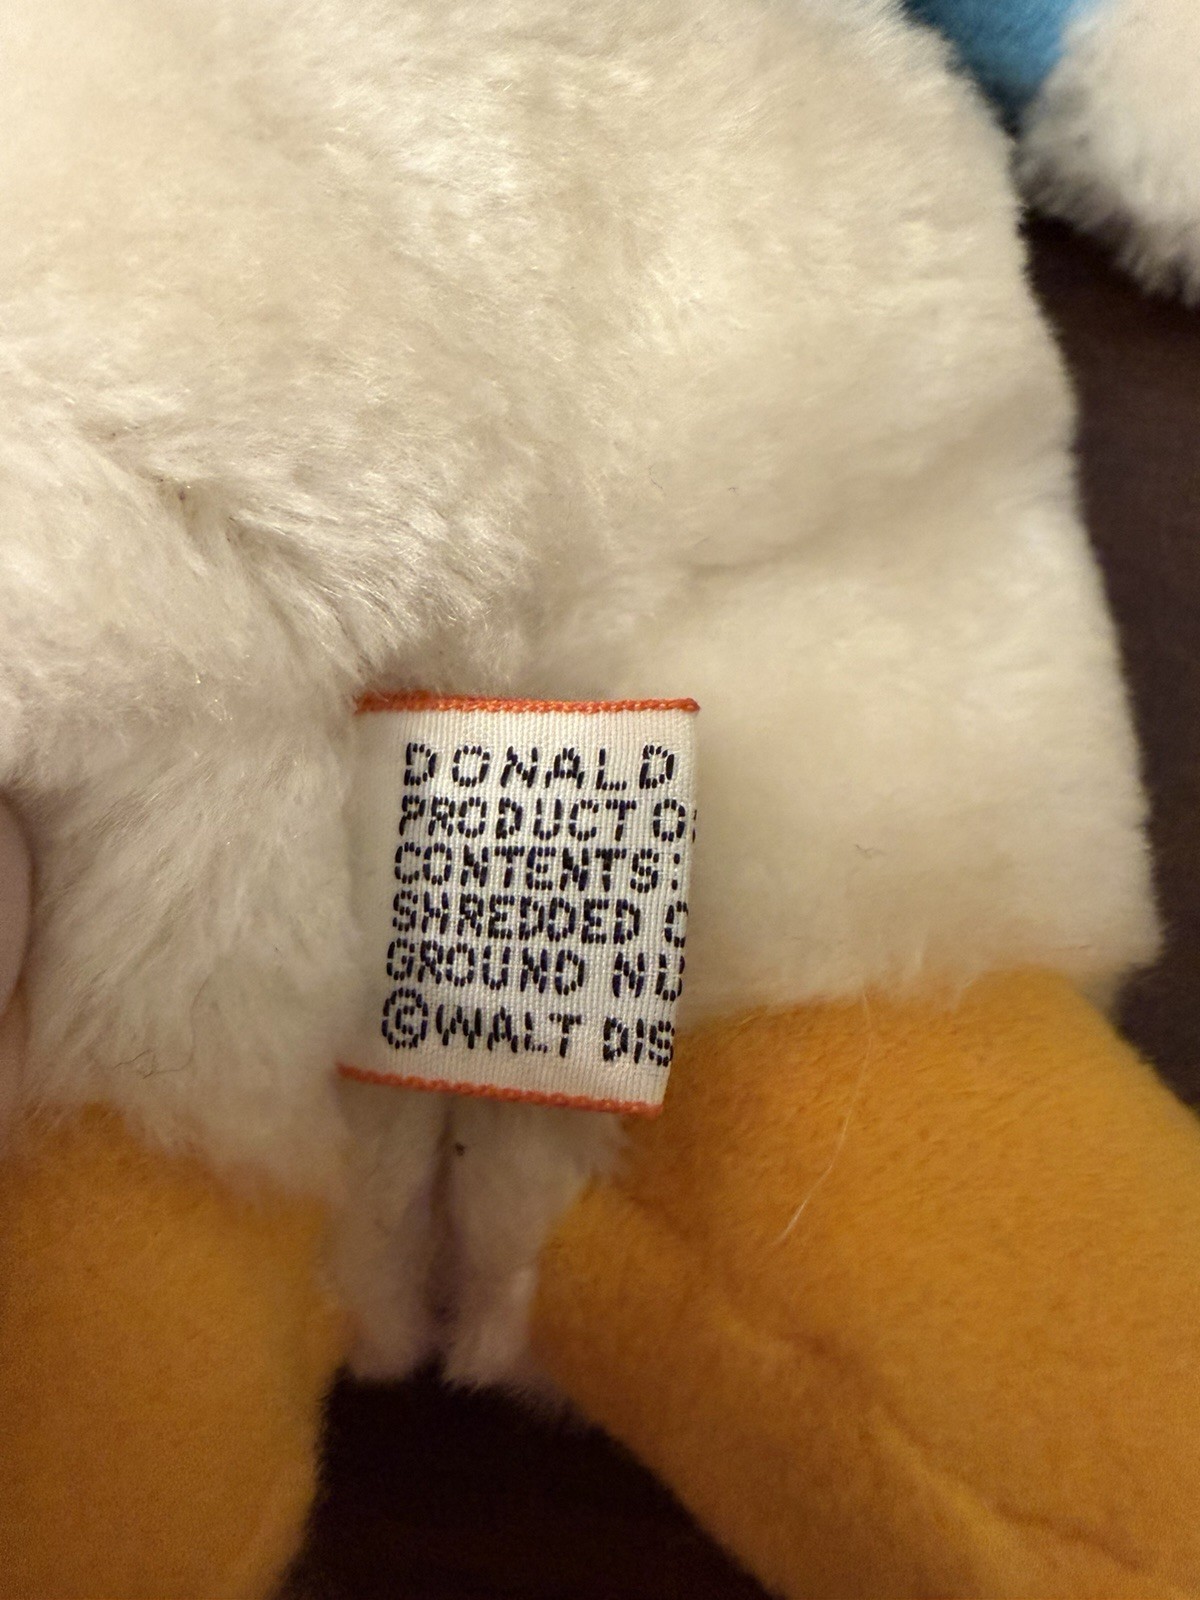 DONALD
PRODUCT O
CONTENTS:
SHREDDED C
GROUND NU
©WALT DIS